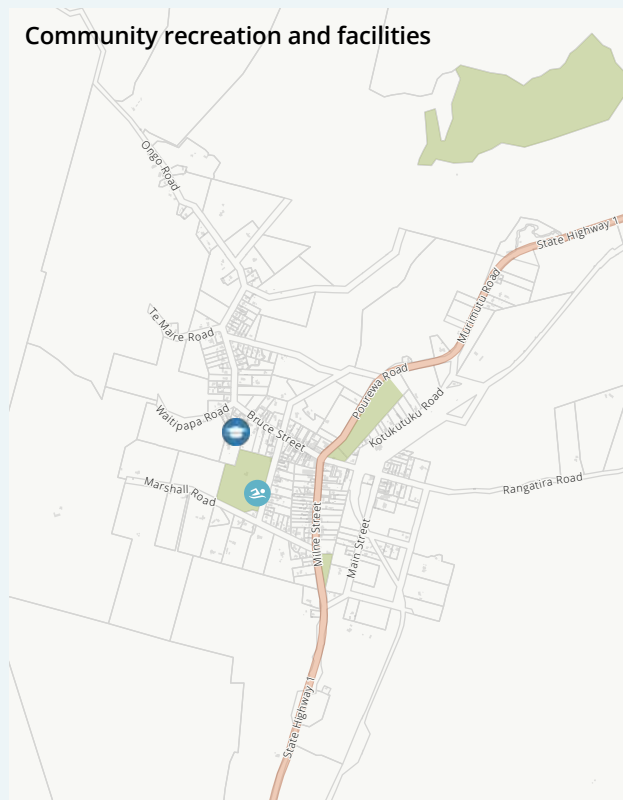 Community recreation and facilities
Ongo Road
State Highway 1
Murimutu Road
Te Maire Road
Pourewa Road
Waitipapa Road
Bruce Street
Kotukutuku Road
Marshall Road
Rangatira Road
Milne Street
Main Street
State Highway 1